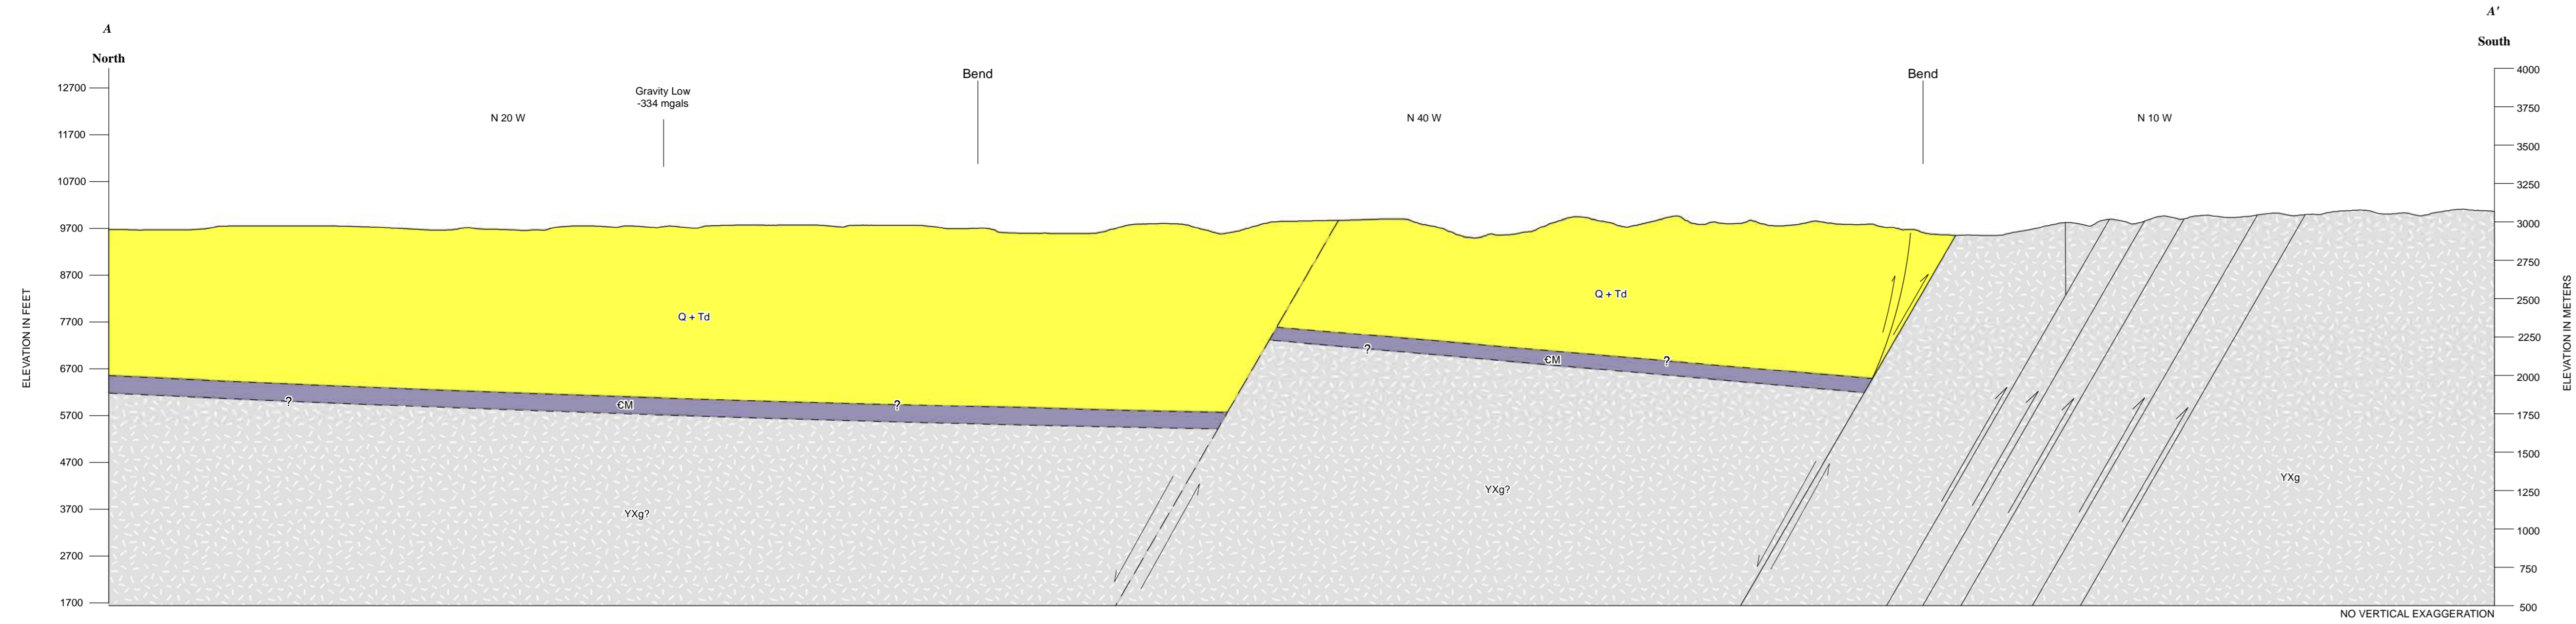 A
A'
North
South
Bend
Bend
Gravity Low
-334 mgals
N 20 W
N 40 W
N 10 W
12700
11700
10700
9700
8700
7700
6700
5700
4700
3700
2700
1700
ELEVATION IN FEET
Q + Td
Q + Td
?
ЄM
?
?
ЄM
?
YXg?
YXg?
YXg
4000
3750
3500
3250
3000
2750
2500
2250
2000
1750
1500
1250
1000
750
500
ELEVATION IN METERS
NO VERTICAL EXAGGERATION